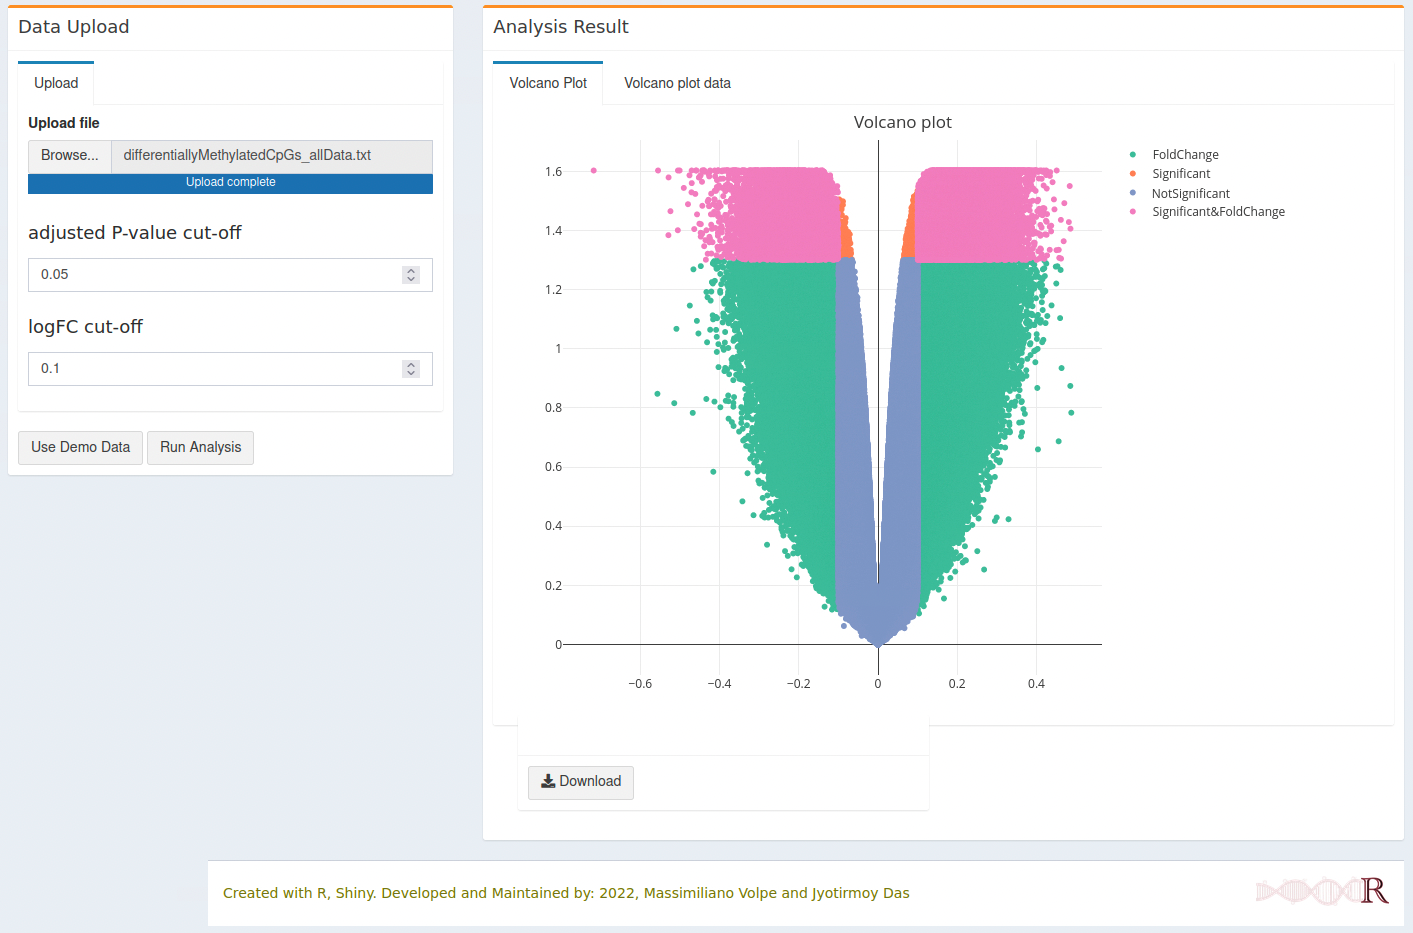 Data Upload
Upload
Upload file
Browse... differentiallyMethylatedCpGs_allData.txt
Upload complete
adjusted P-value cut-off
0.05
logFC cut-off
0.1
Use Demo Data Run Analysis
Analysis Result
Volcano Plot Volcano plot data
Volcano plot
1.6
1.4
1.2
1
0.8
0.6
0.4
0.2
0
−0.6 −0.4 −0.2 0 0.2 0.4
FoldChange
Significant
NotSignificant
Significant&FoldChange
Download
Created with R, Shiny. Developed and Maintained by: 2022, Massimiliano Volpe and Jyotirmoy Das
R